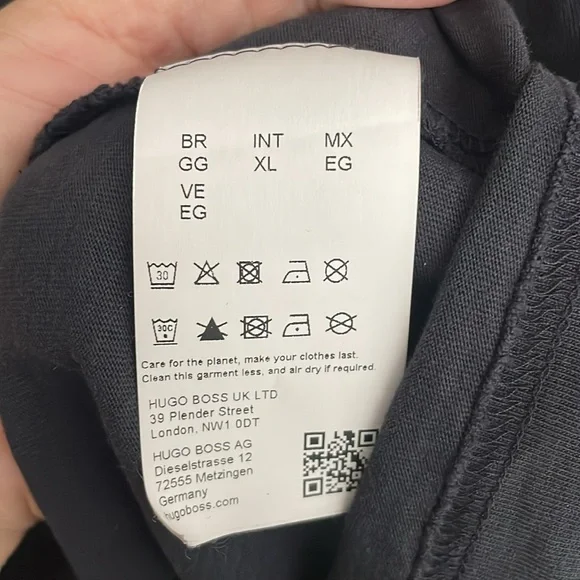 BR INT MX
GG XL EG
VE
EG
30
30C
Care for the planet, make your clothes last.
Clean this garment less, and air dry if required.
HUGO BOSS UK LTD
39 Plender Street
London, NW1 0DT
HUGO BOSS AG
Dieselstrasse 12
72555 Metzingen
Germany
hugoboss.com